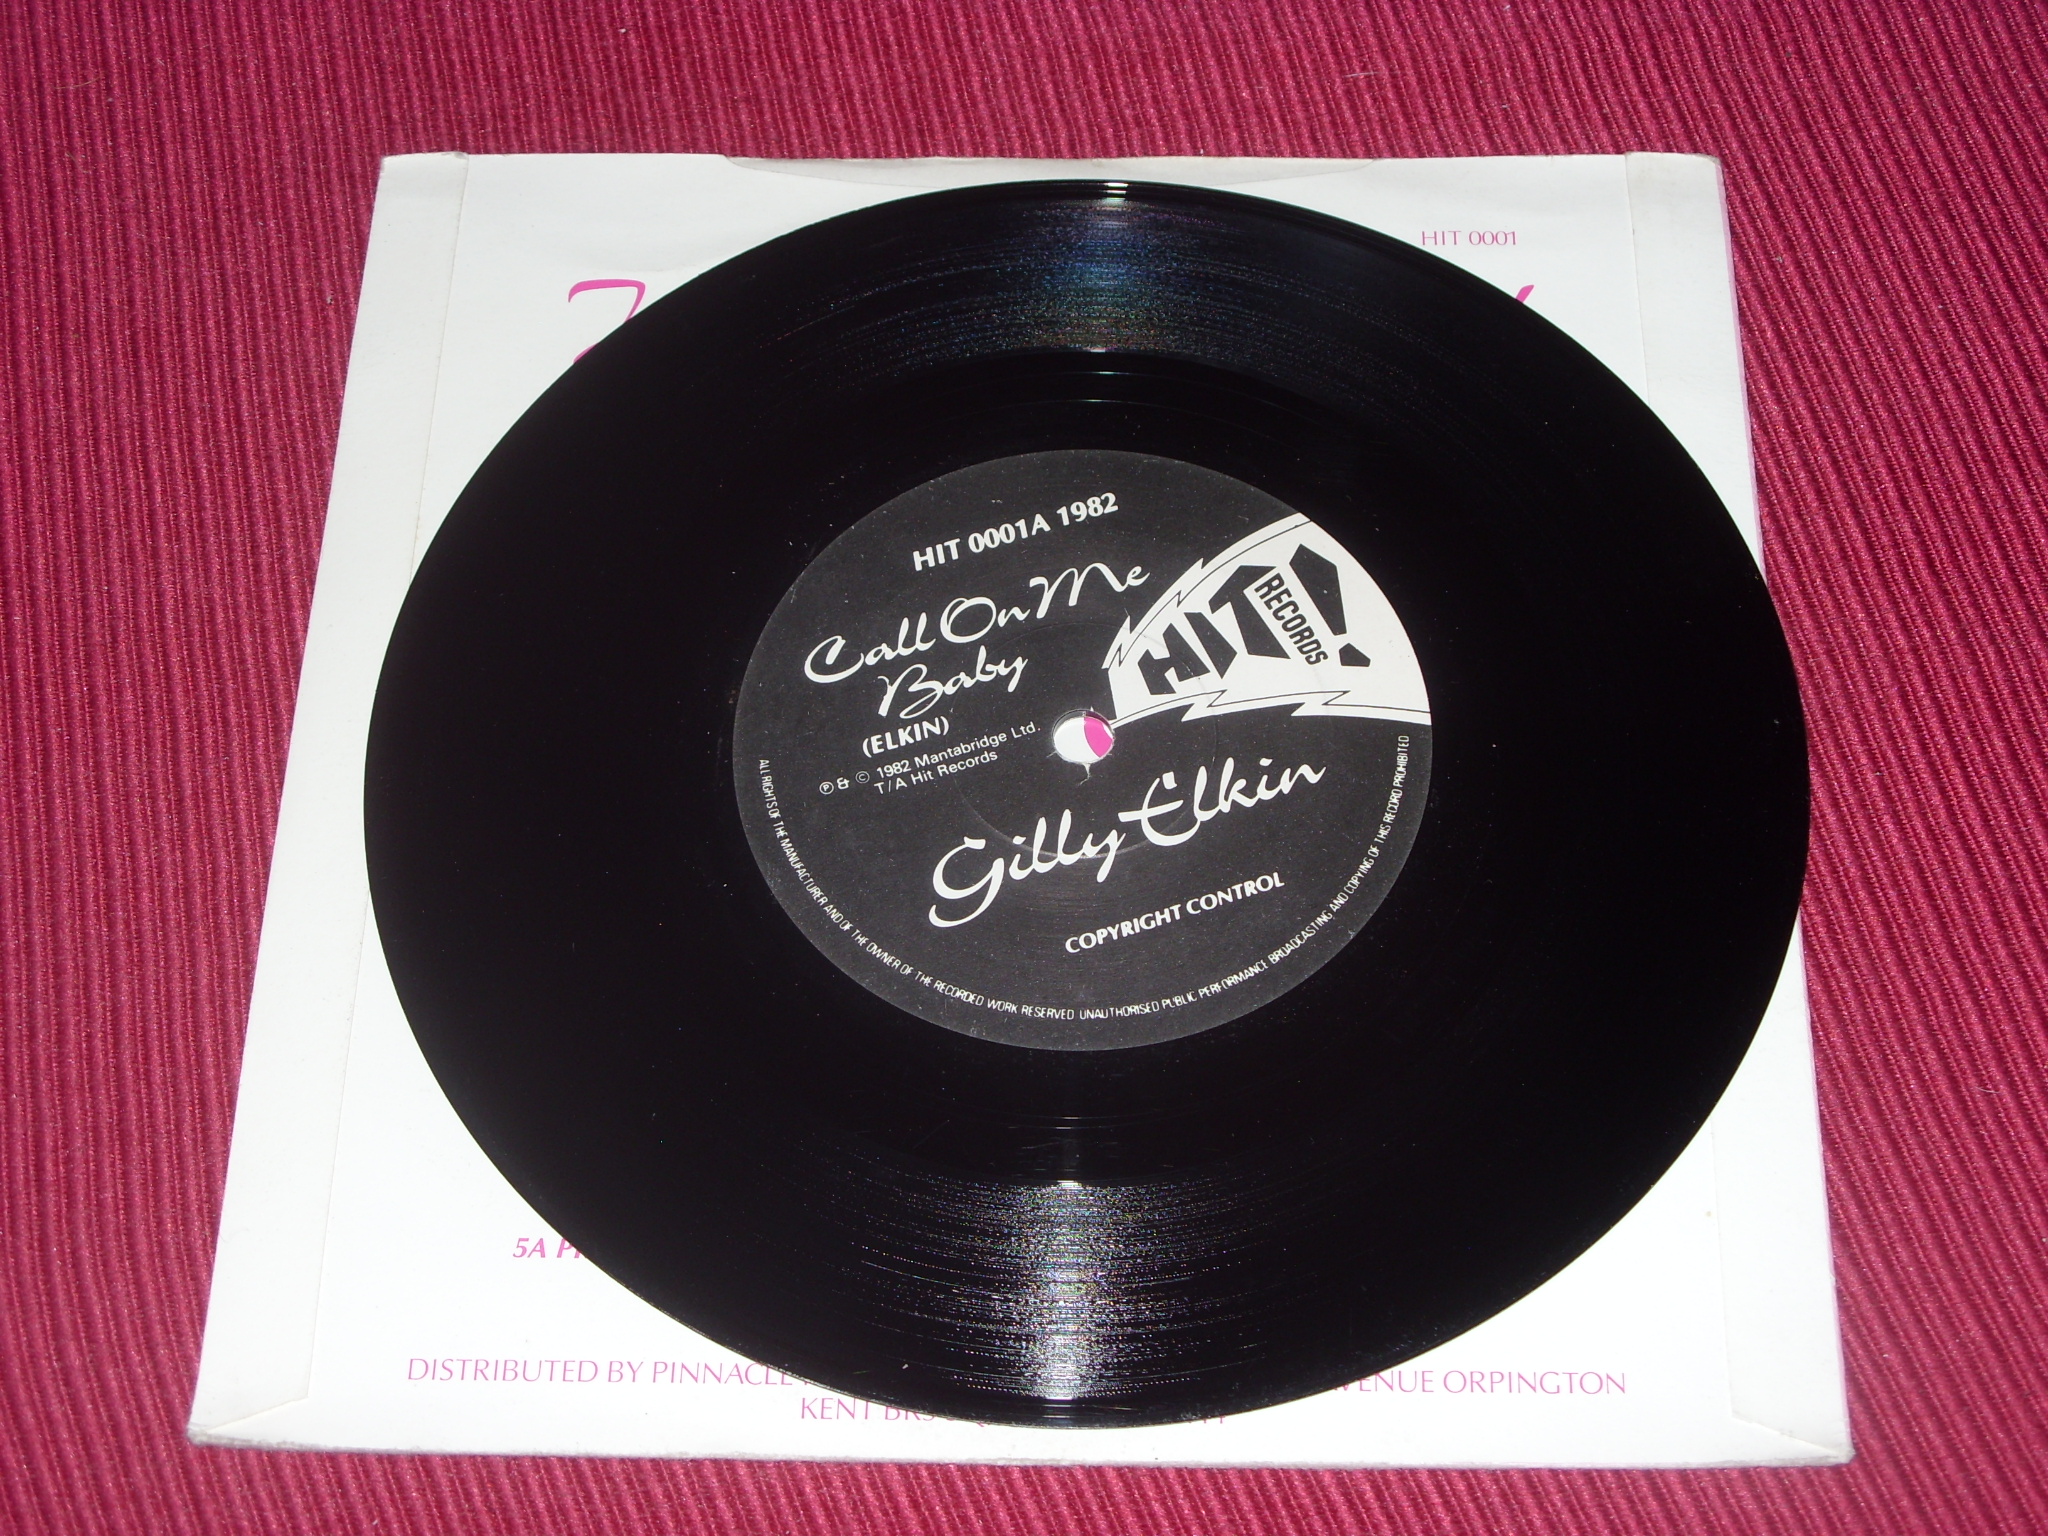 HIT 0001
HIT 0001A 1982
Call On Me
Baby
(ELKIN)
℗ & © 1982 Mantabridge Ltd.
T/A Hit Records
HIT!
RECORDS
Gilly Elkin
COPYRIGHT CONTROL
ALL RIGHTS OF THE MANUFACTURER AND OF THE OWNER OF THE RECORDED WORK RESERVED UNAUTHORISED PUBLIC PERFORMANCE BROADCASTING AND COPYING OF THIS RECORD PROHIBITED
5A
DISTRIBUTED BY PINNACLE ORPINGTON
KENT